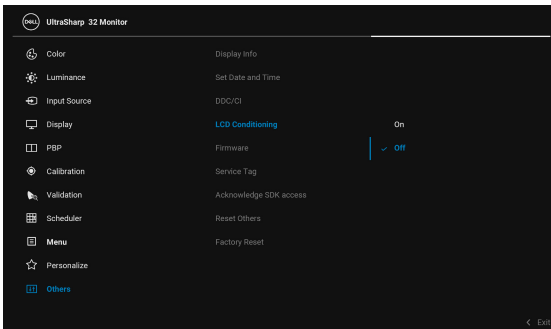 DELL UltraSharp 32 Monitor
Color Display Info
Luminance Set Date and Time
Input Source DDC/CI
Display LCD Conditioning On
PBP Firmware Off
Calibration Service Tag
Validation Acknowledge SDK access
Scheduler Reset Others
Menu Factory Reset
Personalize
Others
Exit